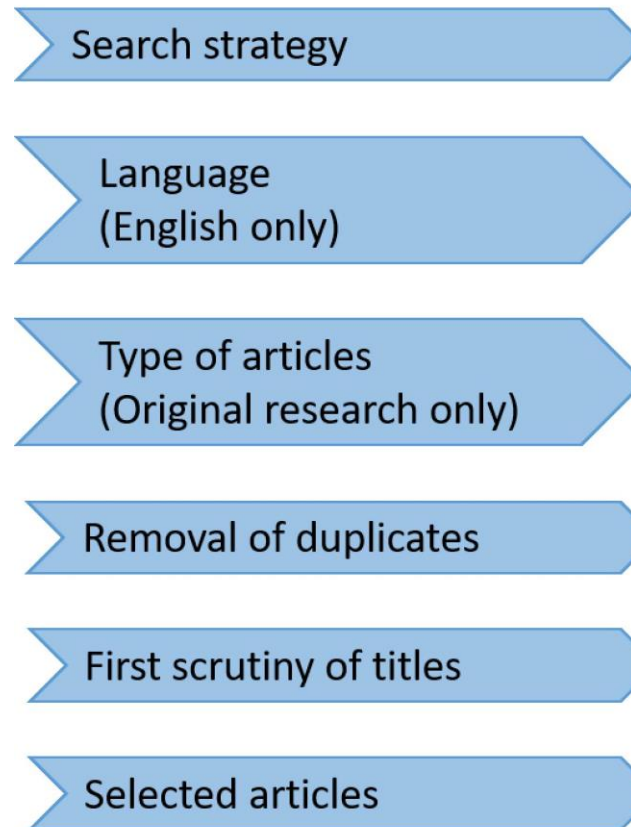 Search strategy
Language
(English only)
Type of articles
(Original research only)
Removal of duplicates
First scrutiny of titles
Selected articles